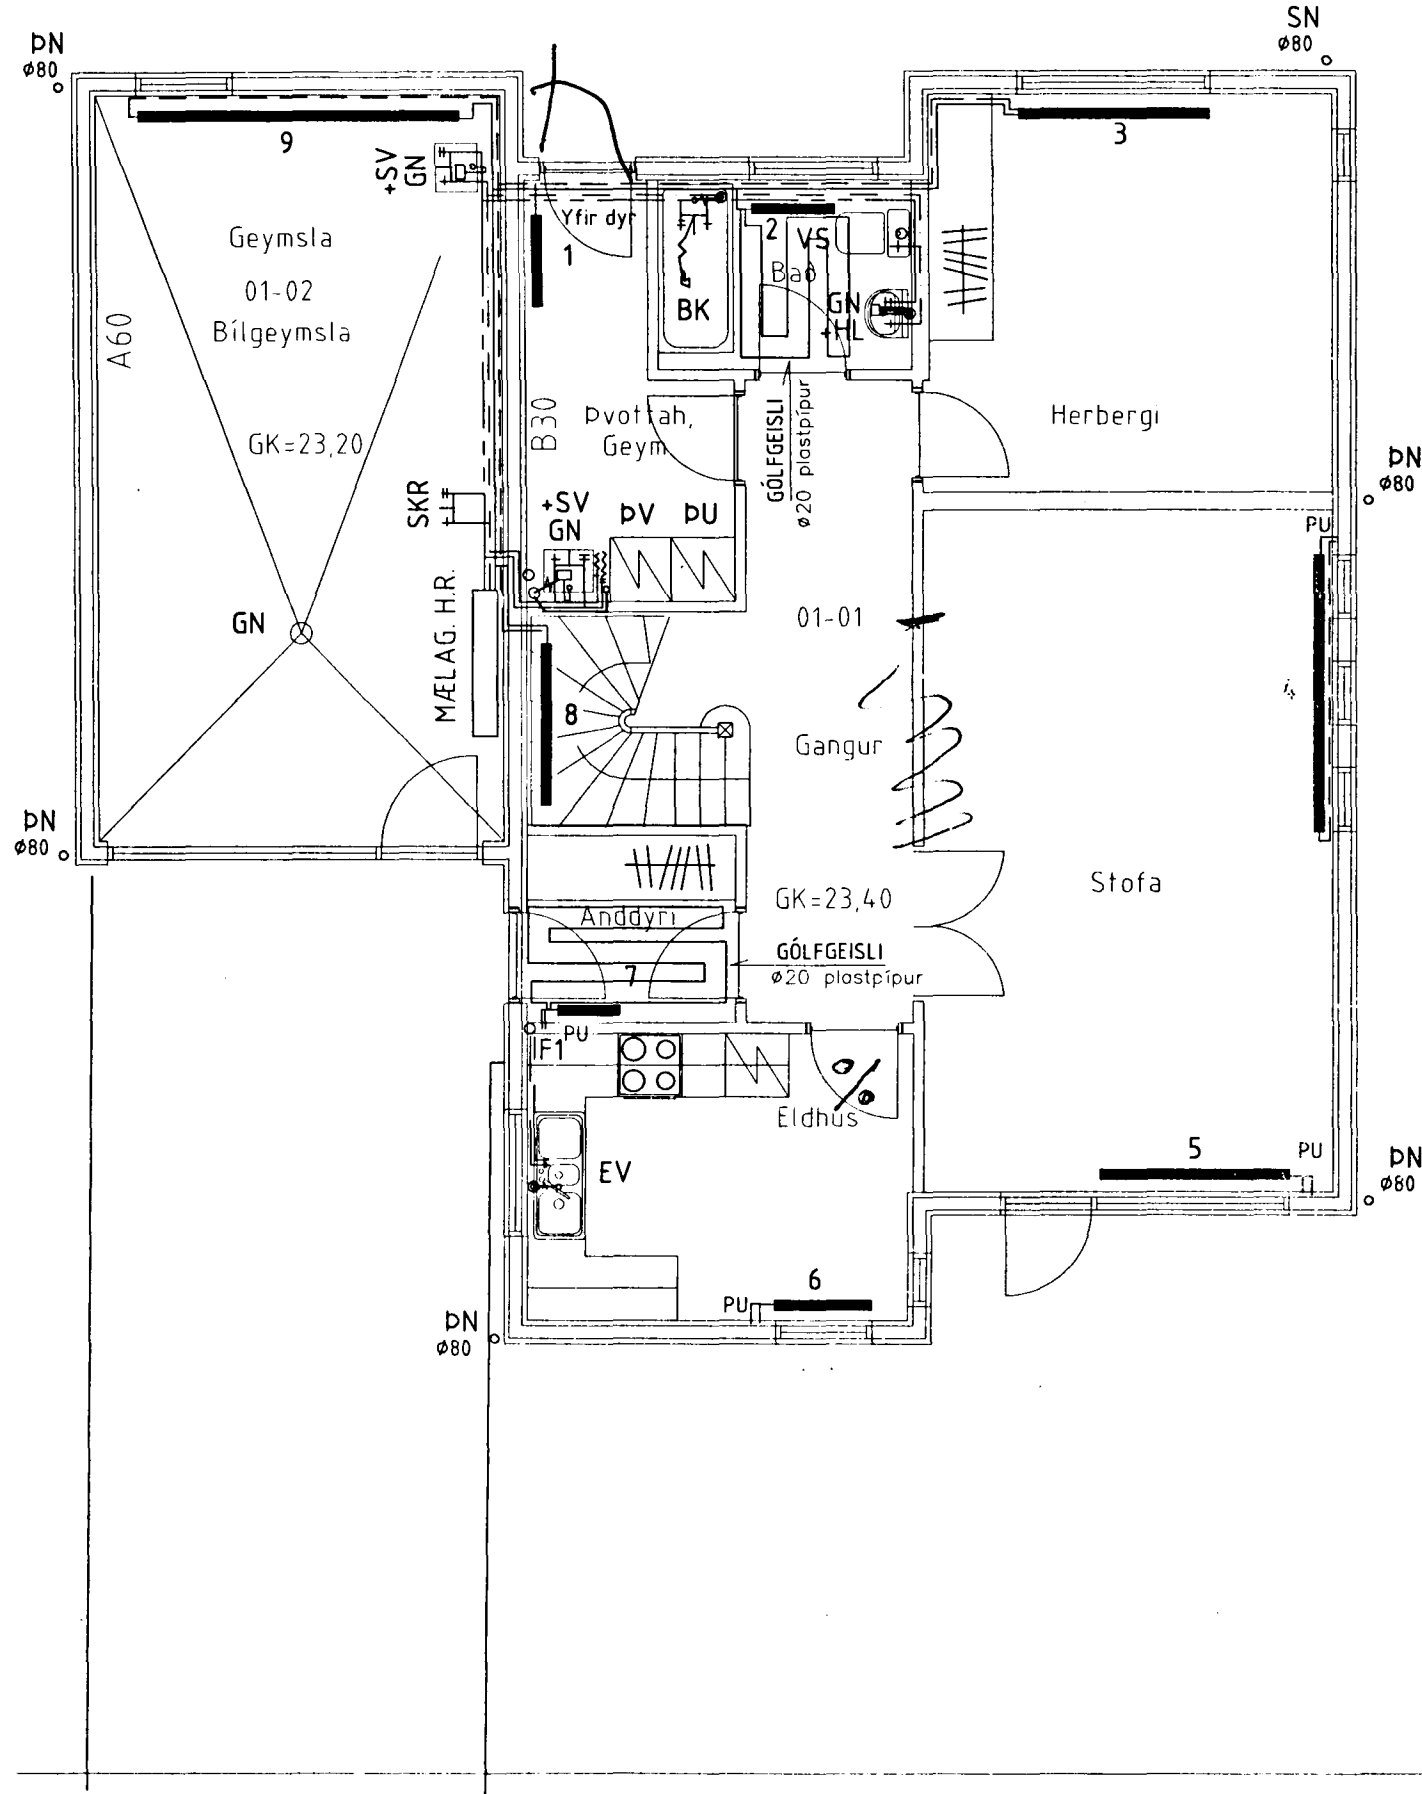 SN
ø80
ÞN
ø80
9
3
+SV
GN
Yfir dyr
1
2
VS
Bað
Geymsla
01-02
Bílgeymsla
A60
BK
GN
+HL
GÓLFGEISLI
ø20 plastpípur
B30
Þvottah,
Geym
Herbergi
GK=23,20
ÞN
ø80
SKR
+SV
GN
ÞV
ÞU
PU
GN
MÆLAG. H.R.
01-01
8
Gangur
ÞN
ø80
Stofa
GK=23,40
Anddyri
GÓLFGEISLI
ø20 plastpípur
7
PU
F1
Eldhús
5
PU
ÞN
ø80
EV
6
PU
ÞN
ø80